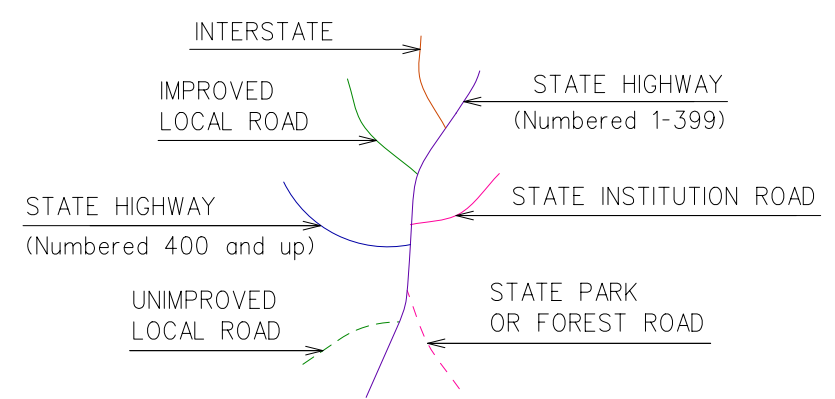 INTERSTATE
STATE HIGHWAY
(Numbered 1-399)
IMPROVED
LOCAL ROAD
STATE INSTITUTION ROAD
STATE HIGHWAY
(Numbered 400 and up)
STATE PARK
OR FOREST ROAD
UNIMPROVED
LOCAL ROAD